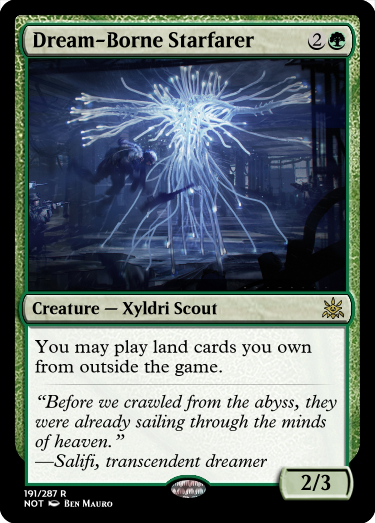 Dream-Borne Starfarer 2
Creature — Xyldri Scout
You may play land cards you own
from outside the game.
“Before we crawled from the abyss, they
were already sailing through the minds
of heaven.”
—Salifi, transcendent dreamer
2/3
191/287 R
NOT • Ben Mauro